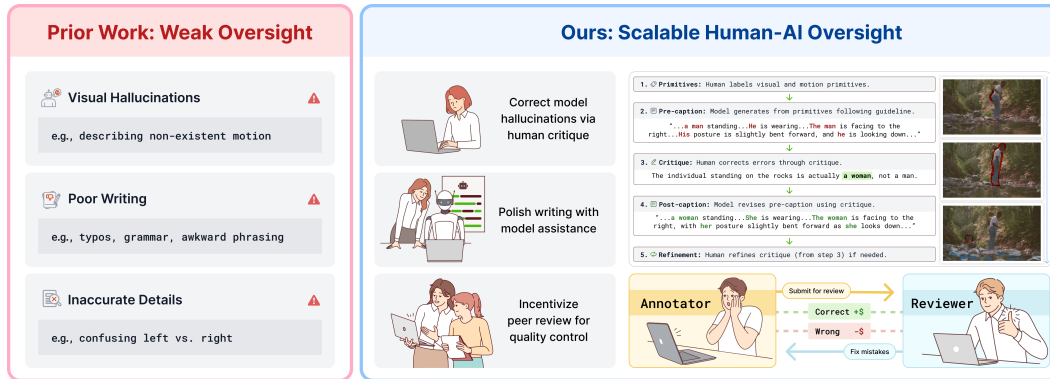 Prior Work: Weak Oversight
Visual Hallucinations
e.g., describing non-existent motion
Poor Writing
e.g., typos, grammar, awkward phrasing
Inaccurate Details
e.g., confusing left vs. right
Ours: Scalable Human-AI Oversight
Correct model
hallucinations via
human critique
Polish writing with
model assistance
Incentivize
peer review for
quality control
1. Primitives: Human labels visual and motion primitives.
2. Pre-caption: Model generates from primitives following guideline.
"...a man standing...He is wearing...The man is facing to the
right...His posture is slightly bent forward, and he is looking down..."
3. Critique: Human corrects errors through critique.
The individual standing on the rocks is actually a woman, not a man.
4. Post-caption: Model revises pre-caption using critique.
"...a woman standing...She is wearing...The woman is facing to the
right, with her posture slightly bent forward as she looks down..."
5. Refinement: Human refines critique (from step 3) if needed.
Annotator
Submit for review
Correct +$
Wrong -$
Fix mistakes
Reviewer